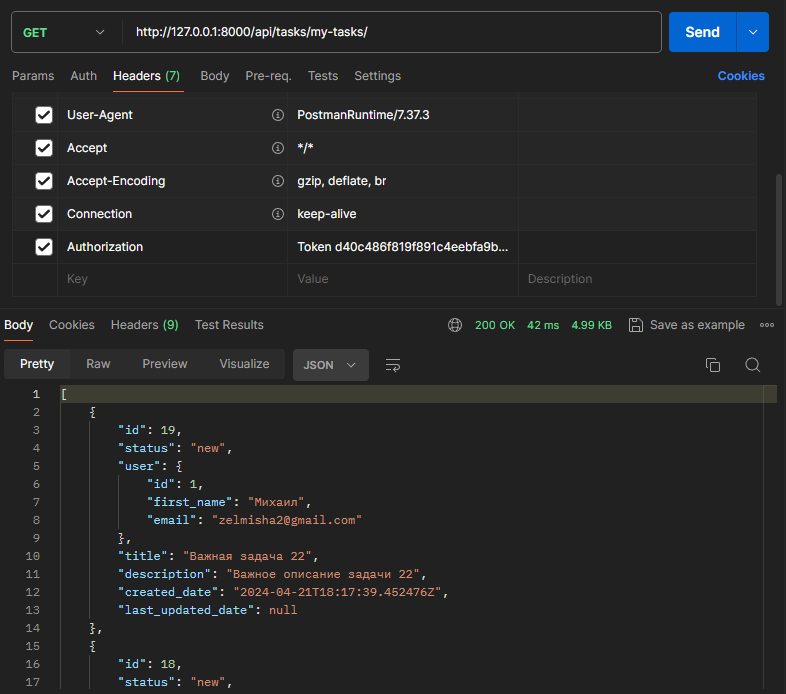 GET http://127.0.0.1:8000/api/tasks/my-tasks/ Send
Params Auth Headers (7) Body Pre-req. Tests Settings Cookies
User-Agent PostmanRuntime/7.37.3
Accept */*
Accept-Encoding gzip, deflate, br
Connection keep-alive
Authorization Token d40c486f819f891c4eebfa9b...
Key Value Description
Body Cookies Headers (9) Test Results 200 OK 42 ms 4.99 KB Save as example
Pretty Raw Preview Visualize JSON
1 [
2 {
3 "id": 19,
4 "status": "new",
5 "user": {
6 "id": 1,
7 "first_name": "Михаил",
8 "email": "zelmisha2@gmail.com"
9 },
10 "title": "Важная задача 22",
11 "description": "Важное описание задачи 22",
12 "created_date": "2024-04-21T18:17:39.452476Z",
13 "last_updated_date": null
14 },
15 {
16 "id": 18,
17 "status": "new",